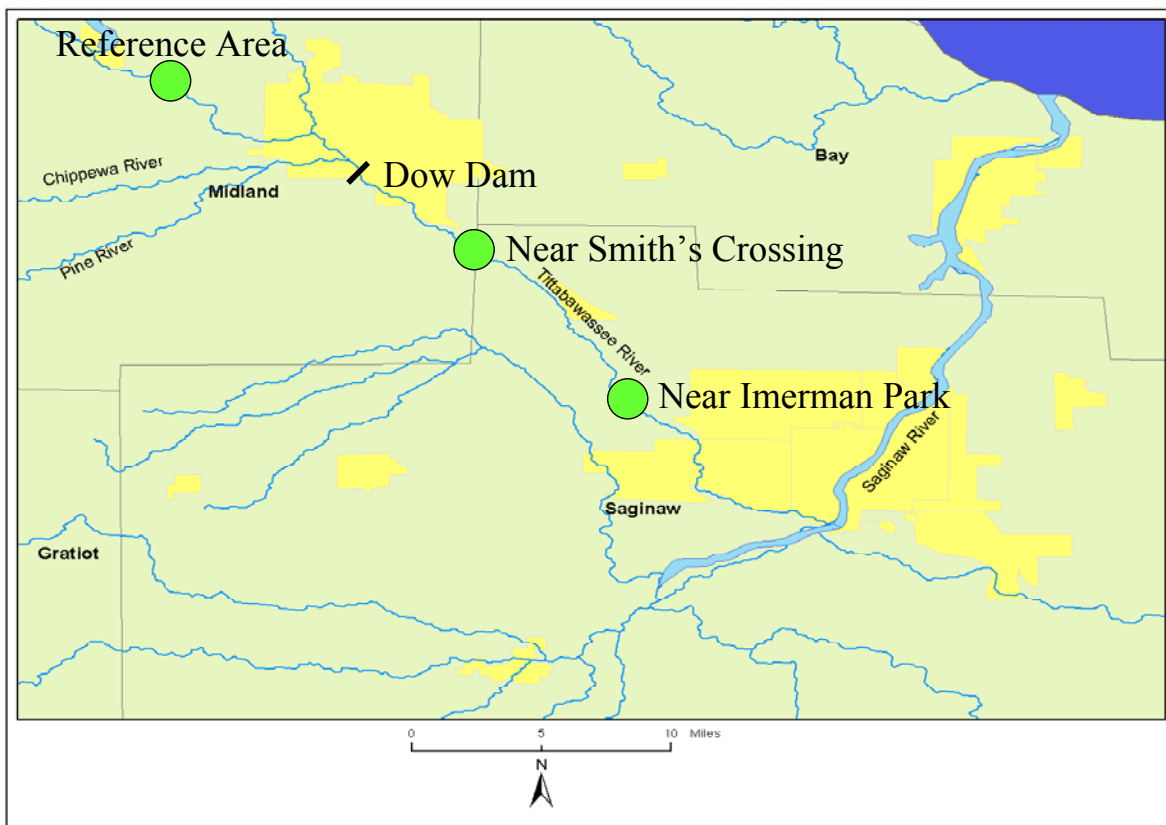 Reference Area
Chippewa River
Midland
Dow Dam
Bay
Pine River
Near Smith's Crossing
Tittabawassee River
Near Imerman Park
Saginaw River
Saginaw
Gratiot
0 5 10 Miles
N